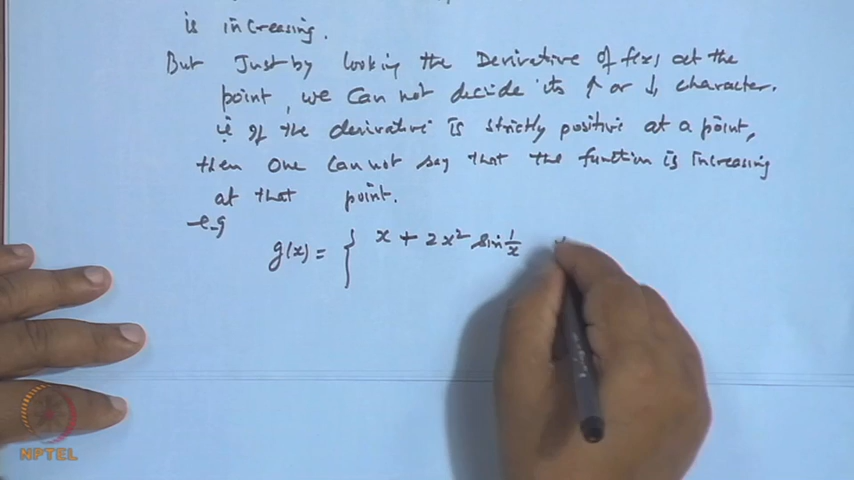 is increasing.
But Just by looking the Derivative of f(x) at the
point, we can not decide its ↑ or ↓ character.
ie if the derivative is strictly positive at a point,
then one can not say that the function is increasing
at that point.
e.g
g(x) = { x + 2x² sin 1/x
NPTEL